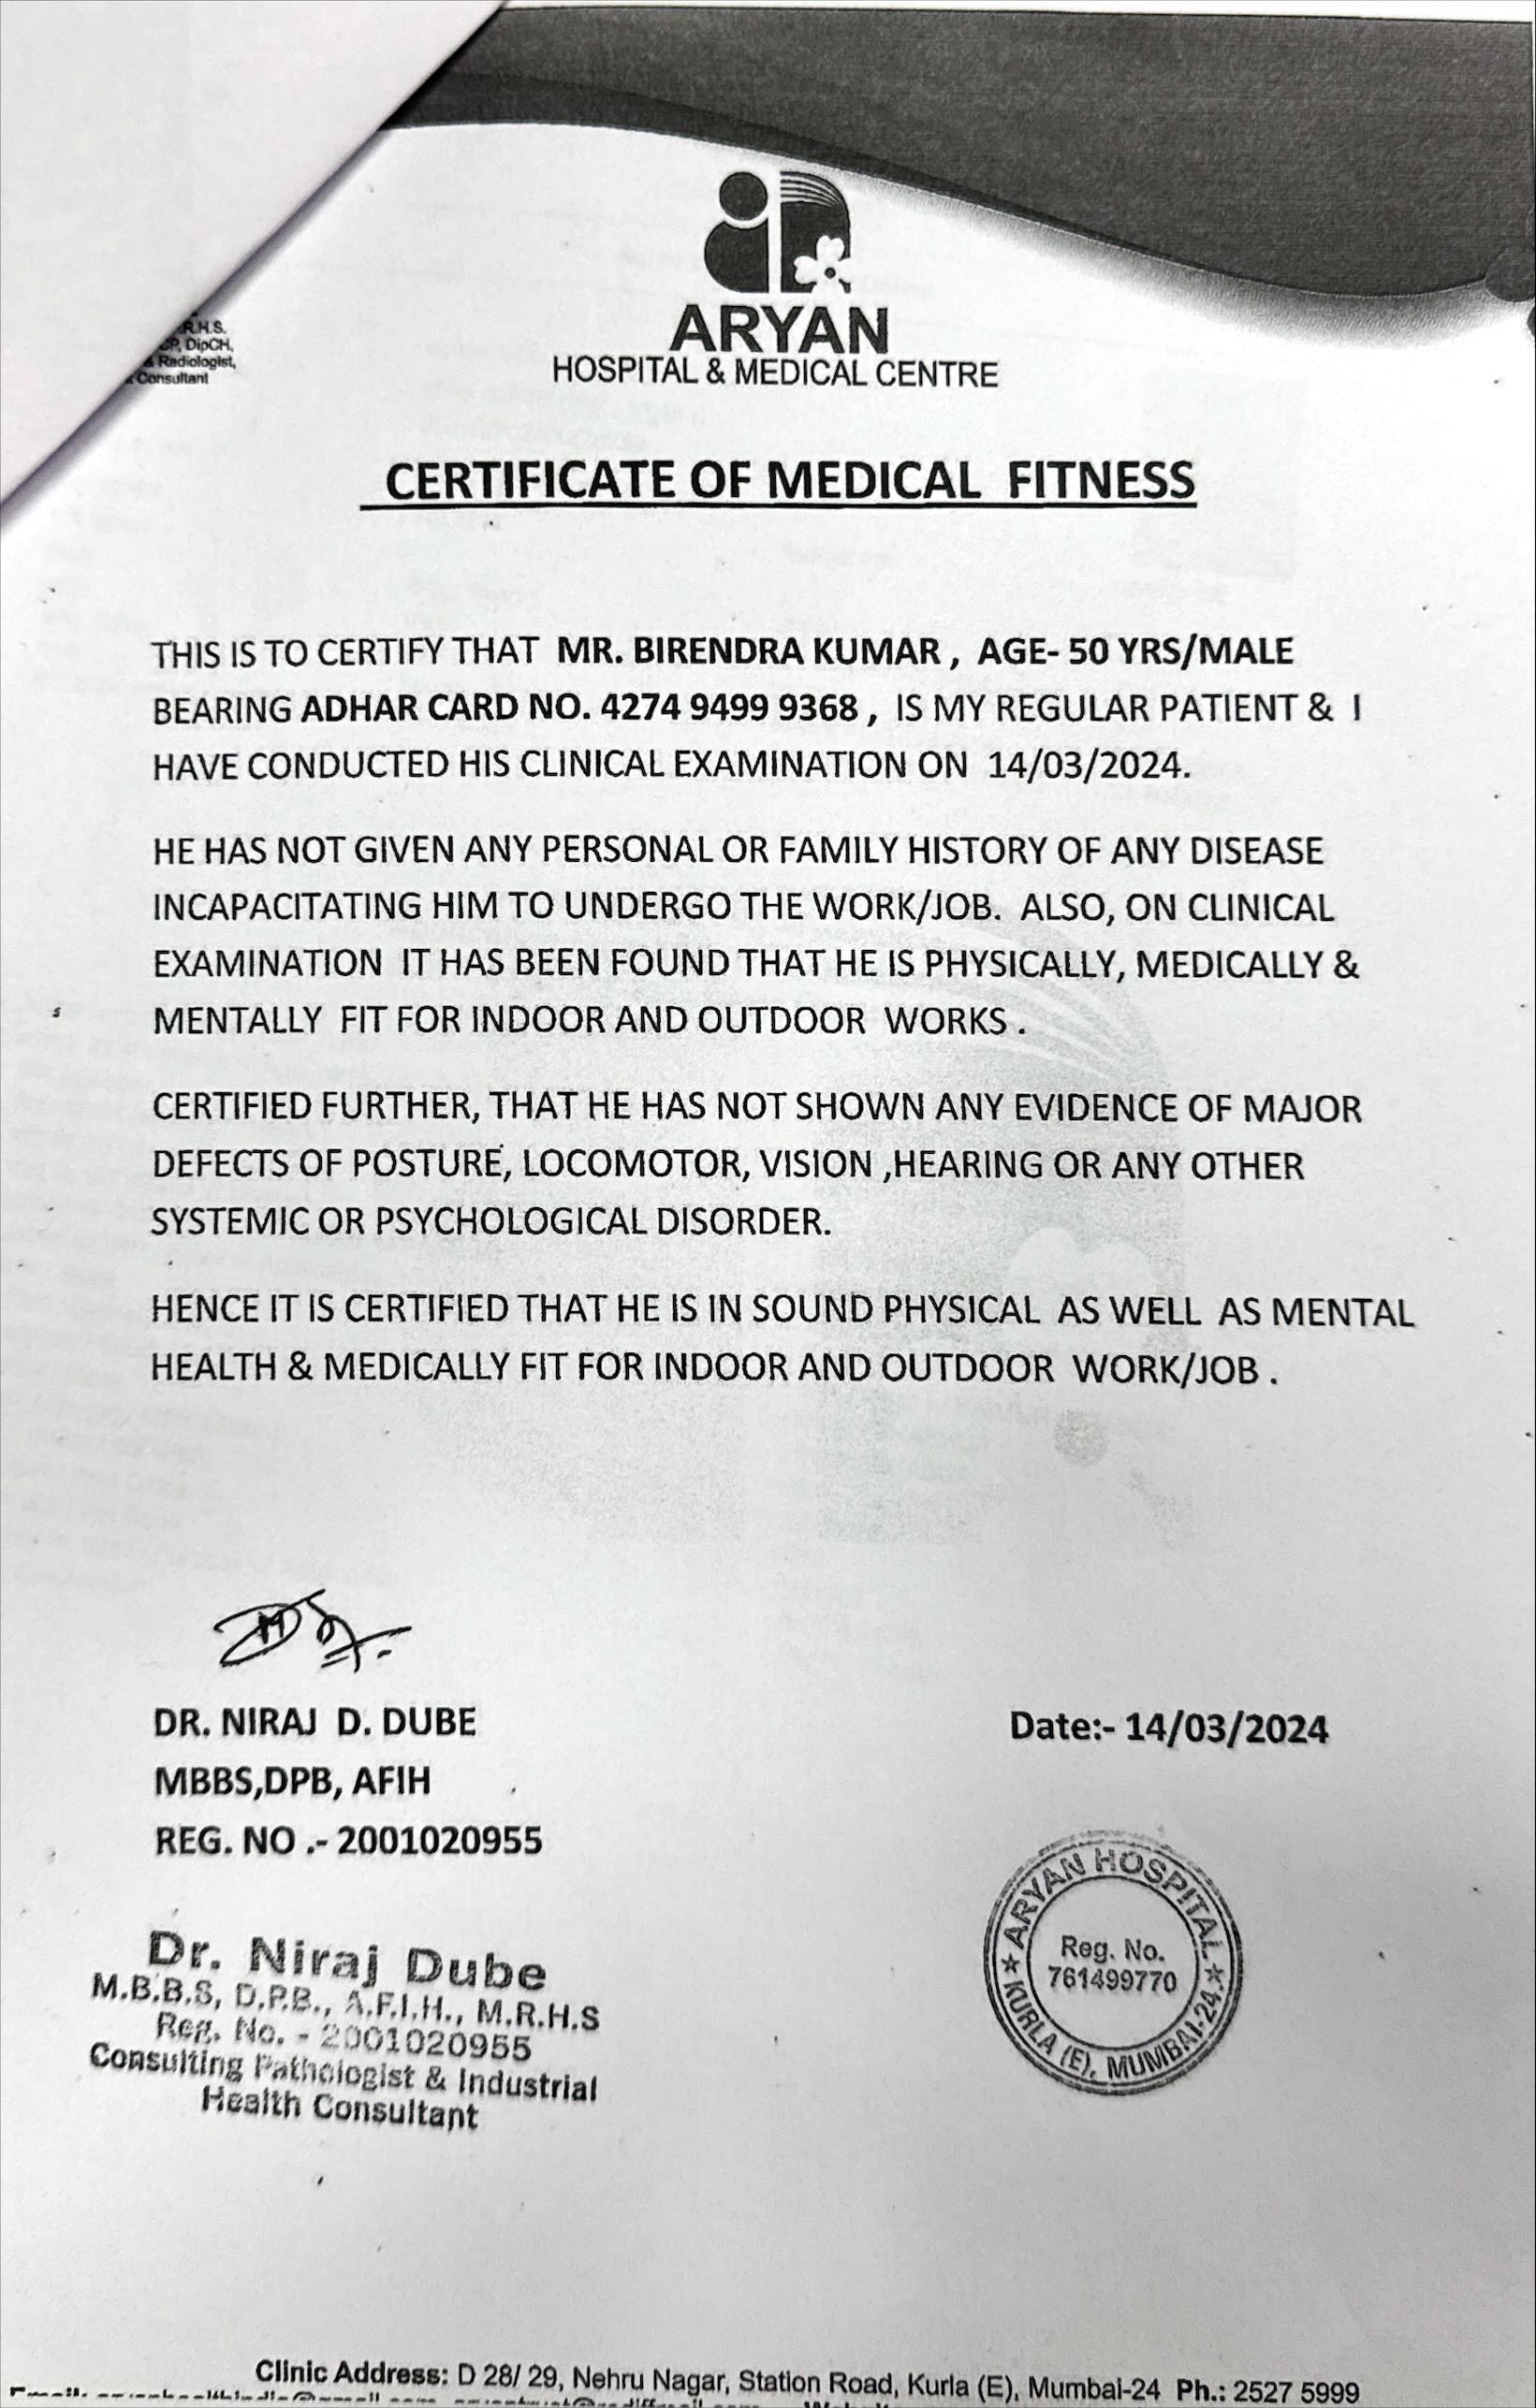 R.H.S.
DipCH,
Radiologist,
Consultant
ARYAN
HOSPITAL & MEDICAL CENTRE
CERTIFICATE OF MEDICAL FITNESS
THIS IS TO CERTIFY THAT MR. BIRENDRA KUMAR , AGE- 50 YRS/MALE
BEARING ADHAR CARD NO. 4274 9499 9368 , IS MY REGULAR PATIENT & I
HAVE CONDUCTED HIS CLINICAL EXAMINATION ON 14/03/2024.
HE HAS NOT GIVEN ANY PERSONAL OR FAMILY HISTORY OF ANY DISEASE
INCAPACITATING HIM TO UNDERGO THE WORK/JOB. ALSO, ON CLINICAL
EXAMINATION IT HAS BEEN FOUND THAT HE IS PHYSICALLY, MEDICALLY &
MENTALLY FIT FOR INDOOR AND OUTDOOR WORKS .
CERTIFIED FURTHER, THAT HE HAS NOT SHOWN ANY EVIDENCE OF MAJOR
DEFECTS OF POSTURE, LOCOMOTOR, VISION ,HEARING OR ANY OTHER
SYSTEMIC OR PSYCHOLOGICAL DISORDER.
HENCE IT IS CERTIFIED THAT HE IS IN SOUND PHYSICAL AS WELL AS MENTAL
HEALTH & MEDICALLY FIT FOR INDOOR AND OUTDOOR WORK/JOB .
DR. NIRAJ D. DUBE
MBBS,DPB, AFIH
REG. NO .- 2001020955
Date:- 14/03/2024
Dr. Niraj Dube
M.B.B.S, D.P.B., A.F.I.H., M.R.H.S
Reg. No. - 2001020955
Consulting Pathologist & Industrial
Health Consultant
ARYAN HOSPITAL
Reg. No.
761499770
KURLA (E), MUMBAI-24.
Clinic Address: D 28/ 29, Nehru Nagar, Station Road, Kurla (E), Mumbai-24 Ph.: 2527 5999